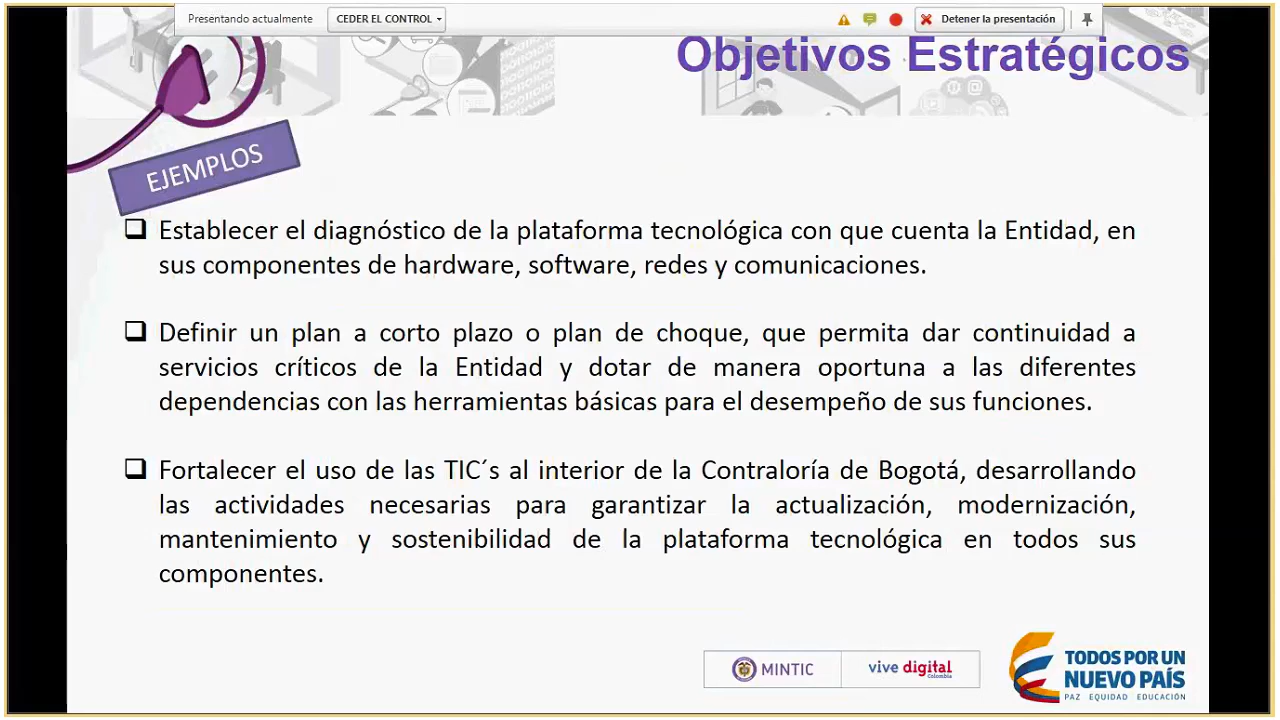 Presentando actualmente CEDER EL CONTROL Detener la presentación
Objetivos Estratégicos
EJEMPLOS
❑ Establecer el diagnóstico de la plataforma tecnológica con que cuenta la Entidad, en
sus componentes de hardware, software, redes y comunicaciones.
❑ Definir un plan a corto plazo o plan de choque, que permita dar continuidad a
servicios críticos de la Entidad y dotar de manera oportuna a las diferentes
dependencias con las herramientas básicas para el desempeño de sus funciones.
❑ Fortalecer el uso de las TIC´s al interior de la Contraloría de Bogotá, desarrollando
las actividades necesarias para garantizar la actualización, modernización,
mantenimiento y sostenibilidad de la plataforma tecnológica en todos sus
componentes.
MINTIC vive digital
Colombia
TODOS POR UN
NUEVO PAÍS
PAZ EQUIDAD EDUCACIÓN